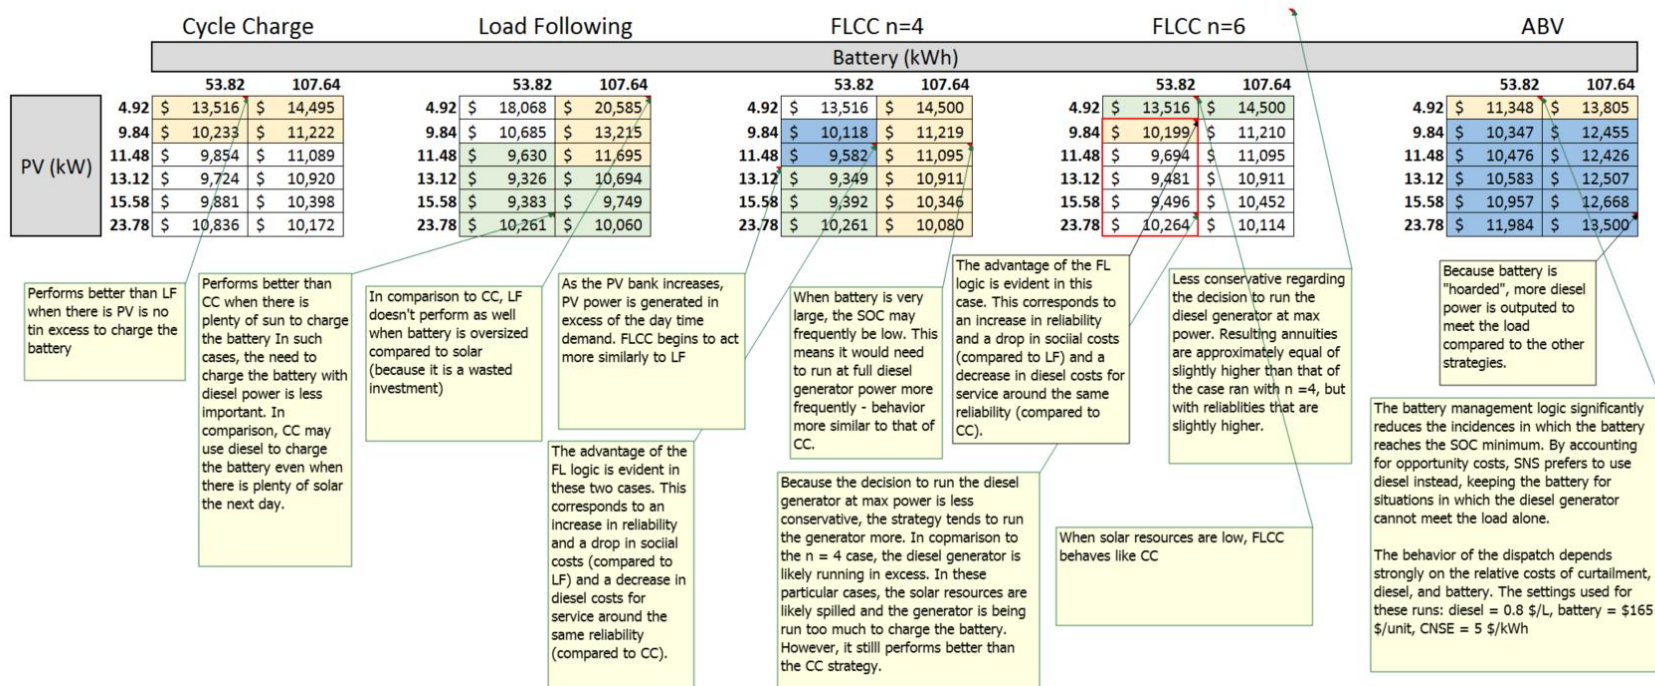 Cycle Charge Load Following FLCC n=4 FLCC n=6 ABV
Battery (kWh)
53.82 107.64 53.82 107.64 53.82 107.64 53.82 107.64 53.82 107.64
4.92 $ 13,516 $ 14,495 4.92 $ 18,068 $ 20,585 4.92 $ 13,516 $ 14,500 4.92 $ 13,516 $ 14,500 4.92 $ 11,348 $ 13,805
9.84 $ 10,233 $ 11,222 9.84 $ 10,685 $ 13,215 9.84 $ 10,118 $ 11,219 9.84 $ 10,199 $ 11,210 9.84 $ 10,347 $ 12,455
PV (kW)
11.48 $ 9,854 $ 11,089 11.48 $ 9,630 $ 11,695 11.48 $ 9,582 $ 11,095 11.48 $ 9,694 $ 11,095 11.48 $ 10,476 $ 12,426
13.12 $ 9,724 $ 10,920 13.12 $ 9,326 $ 10,694 13.12 $ 9,349 $ 10,911 13.12 $ 9,481 $ 10,911 13.12 $ 10,583 $ 12,507
15.58 $ 9,881 $ 10,398 15.58 $ 9,383 $ 9,749 15.58 $ 9,392 $ 10,346 15.58 $ 9,496 $ 10,452 15.58 $ 10,957 $ 12,668
23.78 $ 10,836 $ 10,172 23.78 $ 10,261 $ 10,060 23.78 $ 10,261 $ 10,080 23.78 $ 10,264 $ 10,114 23.78 $ 11,984 $ 13,500
Performs better than LF
when there is PV is no
tin excess to charge the
battery
Performs better than
CC when there is
plenty of sun to charge
the battery In such
cases, the need to
charge the battery with
diesel power is less
important. In
comparison, CC may
use diesel to charge
the battery even when
there is plenty of solar
the next day.
In comparison to CC, LF
doesn't perform as well
when battery is oversized
compared to solar
(because it is a wasted
investment)
As the PV bank increases,
PV power is generated in
excess of the day time
demand. FLCC begins to act
more similarly to LF
The advantage of the
FL logic is evident in
these two cases. This
corresponds to an
increase in reliability
and a drop in sociial
costs (compared to
LF) and a decrease in
diesel costs for
service around the
same reliability
(compared to CC).
When battery is very
large, the SOC may
frequently be low. This
means it would need
to run at full diesel
generator power more
frequently - behavior
more similar to that of
CC.
Because the decision to run the diesel
generator at max power is less
conservative, the strategy tends to run
the generator more. In copmarison to
the n = 4 case, the diesel generator is
likely running in excess. In these
particular cases, the solar resources are
likely spilled and the generator is being
run too much to charge the battery.
However, it stilll performs better than
the CC strategy.
The advantage of the FL
logic is evident in this
case. This corresponds to
an increase in reliability
and a drop in sociial costs
(compared to LF) and a
decrease in diesel costs for
service around the same
reliability (compared to
CC).
Less conservative regarding
the decision to run the
diesel generator at max
power. Resulting annuities
are approximately equal of
slightly higher than that of
the case ran with n =4, but
with reliablities that are
slightly higher.
When solar resources are low, FLCC
behaves like CC
Because battery is
"hoarded", more diesel
power is outputed to
meet the load
compared to the other
strategies.
The battery management logic significantly
reduces the incidences in which the battery
reaches the SOC minimum. By accounting
for opportunity costs, SNS prefers to use
diesel instead, keeping the battery for
situations in which the diesel generator
cannot meet the load alone.
The behavior of the dispatch depends
strongly on the relative costs of curtailment,
diesel, and battery. The settings used for
these runs: diesel = 0.8 $/L, battery = $165
$/unit, CNSE = 5 $/kWh